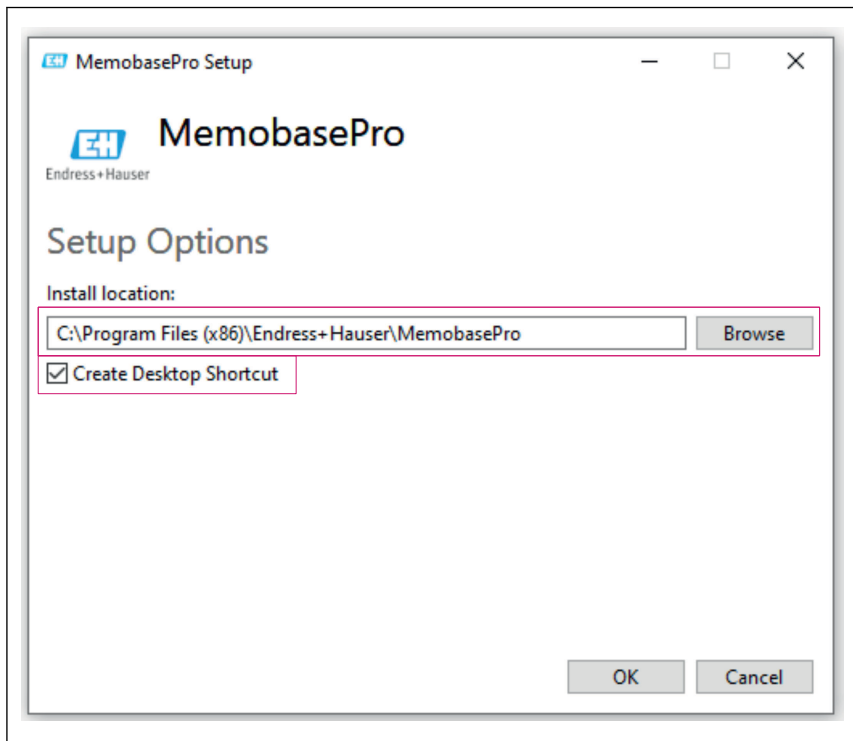 MemobasePro Setup
EH MemobasePro
Endress+Hauser
Setup Options
Install location:
C:\Program Files (x86)\Endress+Hauser\MemobasePro Browse
Create Desktop Shortcut
OK Cancel